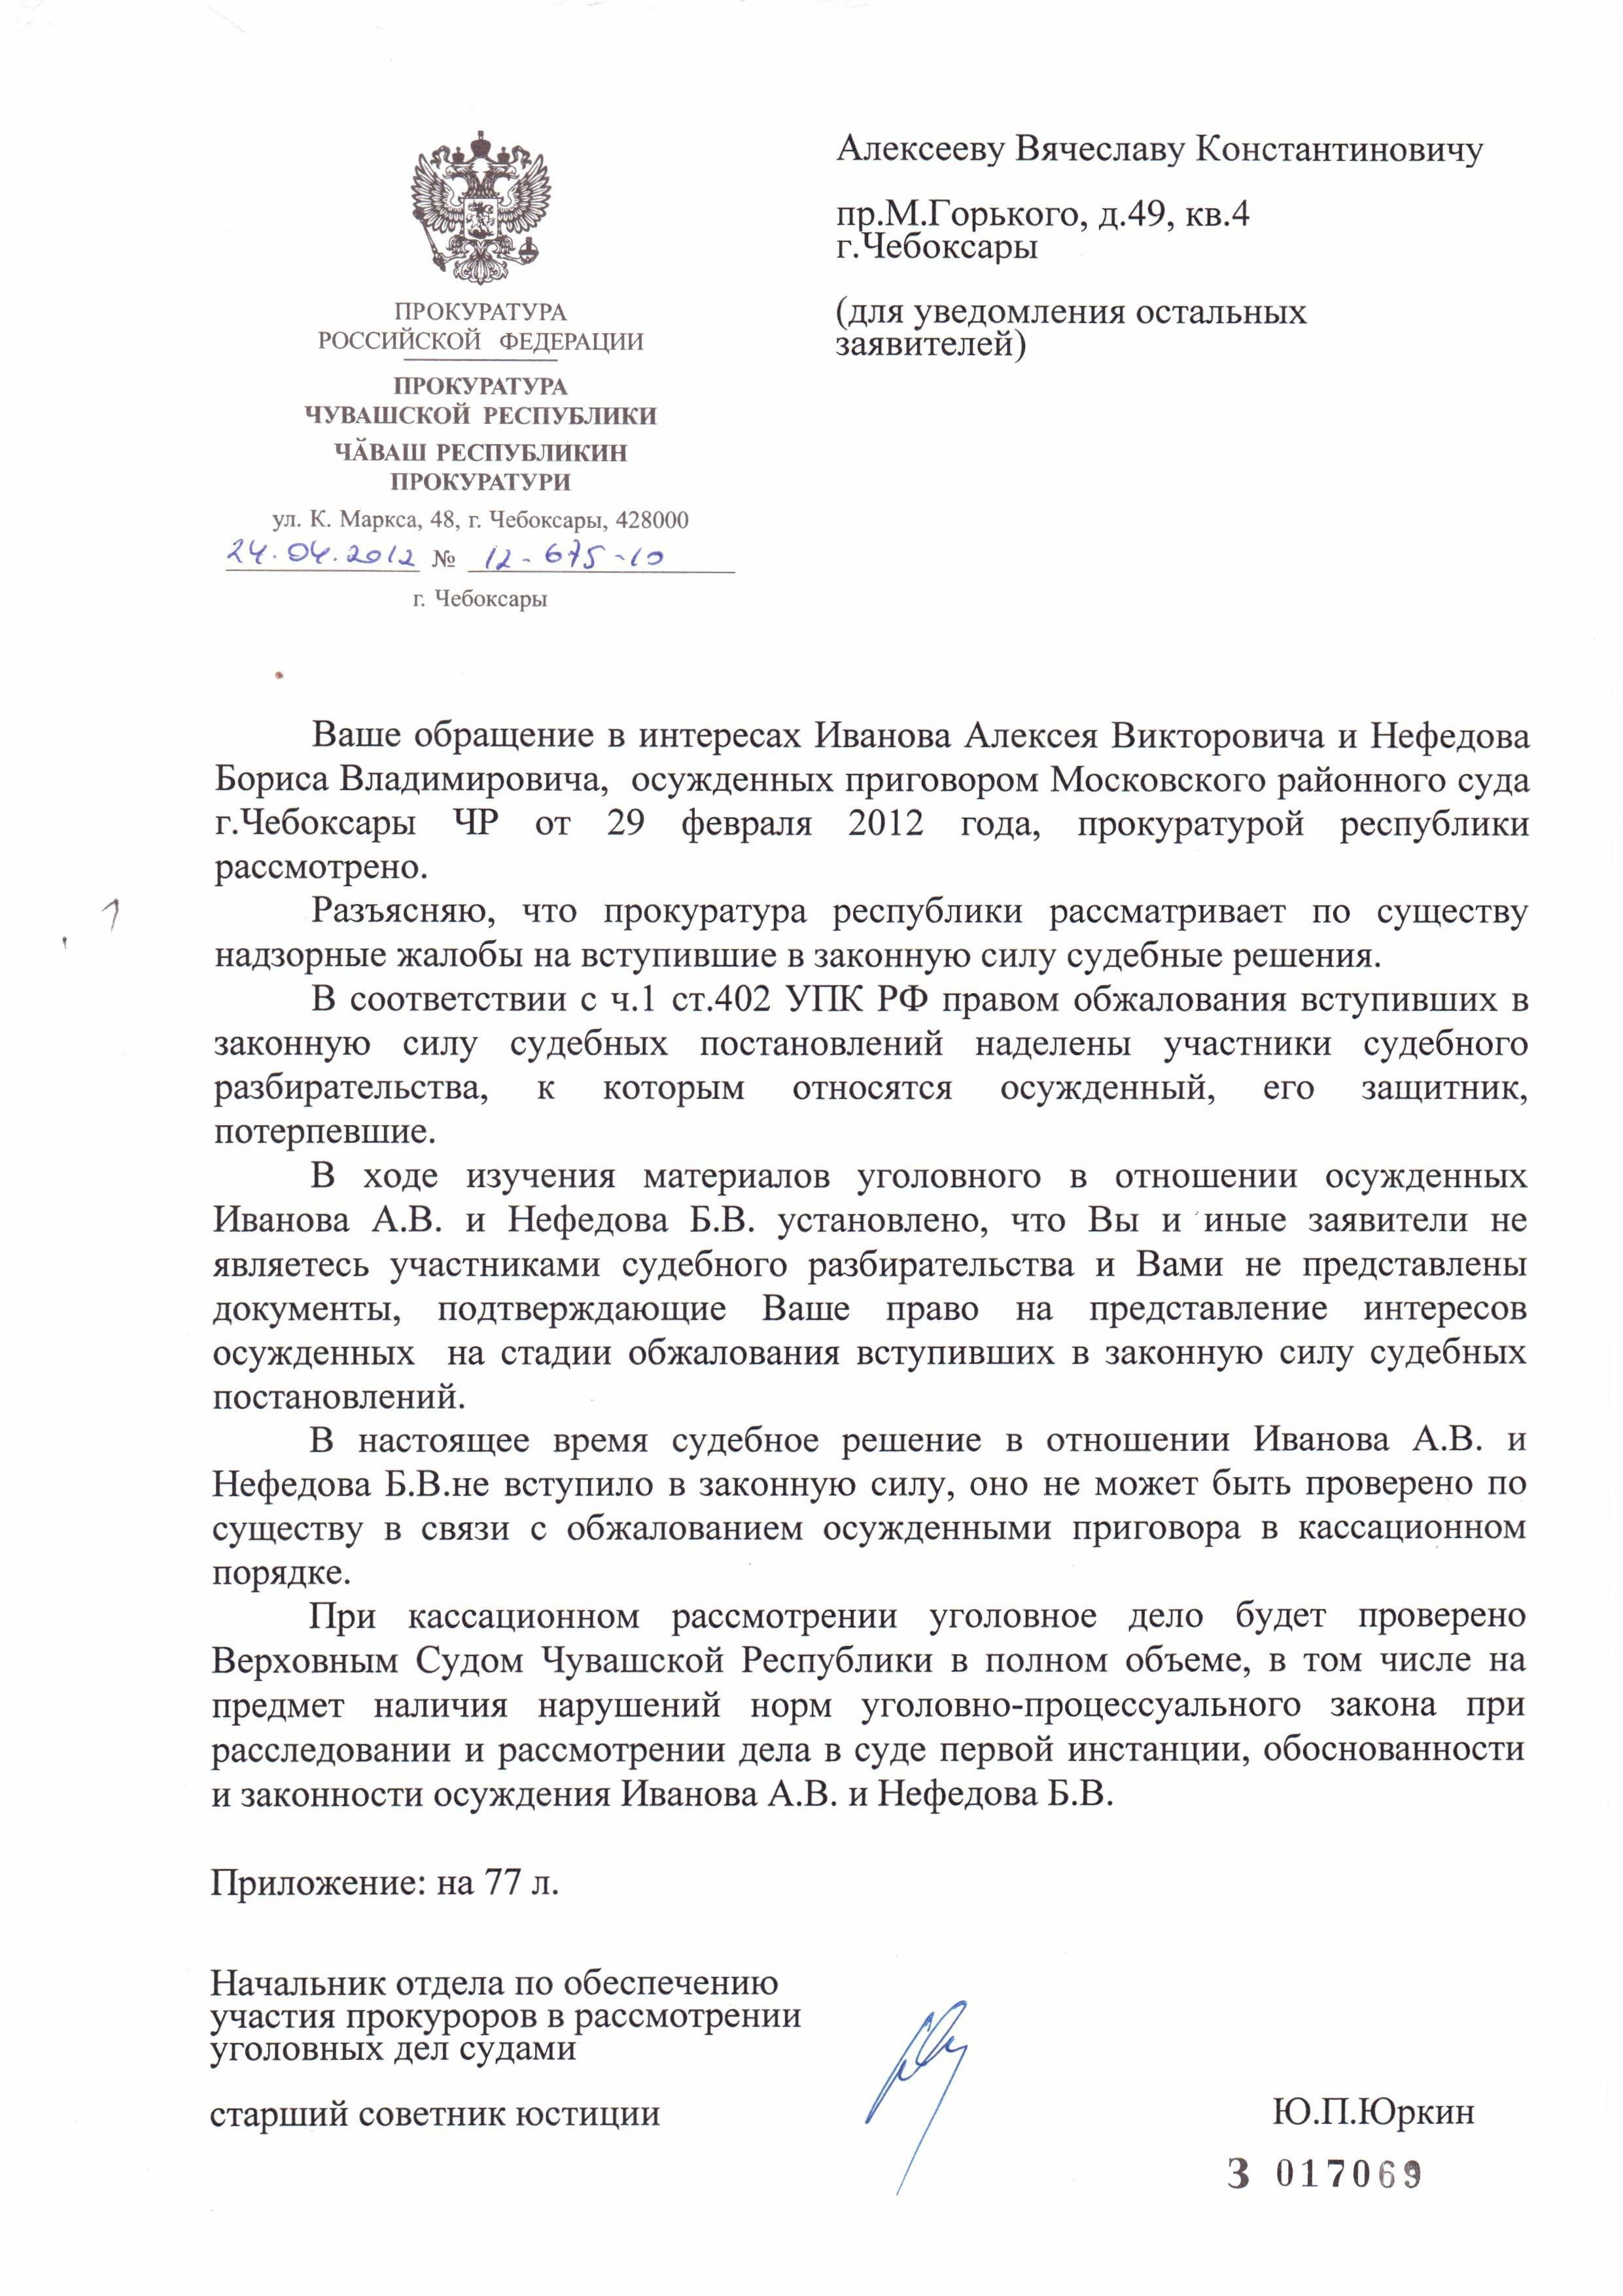 ПРОКУРАТУРА
РОССИЙСКОЙ ФЕДЕРАЦИИ
ПРОКУРАТУРА
ЧУВАШСКОЙ РЕСПУБЛИКИ
ЧӐВАШ РЕСПУБЛИКИН
ПРОКУРАТУРИ
ул. К. Маркса, 48, г. Чебоксары, 428000
24.04.2012 № 12-675-10
г. Чебоксары
Алексееву Вячеславу Константиновичу
пр.М.Горького, д.49, кв.4
г.Чебоксары
(для уведомления остальных
заявителей)
Ваше обращение в интересах Иванова Алексея Викторовича и Нефедова
Бориса Владимировича, осужденных приговором Московского районного суда
г.Чебоксары ЧР от 29 февраля 2012 года, прокуратурой республики
рассмотрено.
Разъясняю, что прокуратура республики рассматривает по существу
надзорные жалобы на вступившие в законную силу судебные решения.
В соответствии с ч.1 ст.402 УПК РФ правом обжалования вступивших в
законную силу судебных постановлений наделены участники судебного
разбирательства, к которым относятся осужденный, его защитник,
потерпевшие.
В ходе изучения материалов уголовного в отношении осужденных
Иванова А.В. и Нефедова Б.В. установлено, что Вы и иные заявители не
являетесь участниками судебного разбирательства и Вами не представлены
документы, подтверждающие Ваше право на представление интересов
осужденных на стадии обжалования вступивших в законную силу судебных
постановлений.
В настоящее время судебное решение в отношении Иванова А.В. и
Нефедова Б.В.не вступило в законную силу, оно не может быть проверено по
существу в связи с обжалованием осужденными приговора в кассационном
порядке.
При кассационном рассмотрении уголовное дело будет проверено
Верховным Судом Чувашской Республики в полном объеме, в том числе на
предмет наличия нарушений норм уголовно-процессуального закона при
расследовании и рассмотрении дела в суде первой инстанции, обоснованности
и законности осуждения Иванова А.В. и Нефедова Б.В.
Приложение: на 77 л.
Начальник отдела по обеспечению
участия прокуроров в рассмотрении
уголовных дел судами
старший советник юстиции
Ю.П.Юркин
З 017069